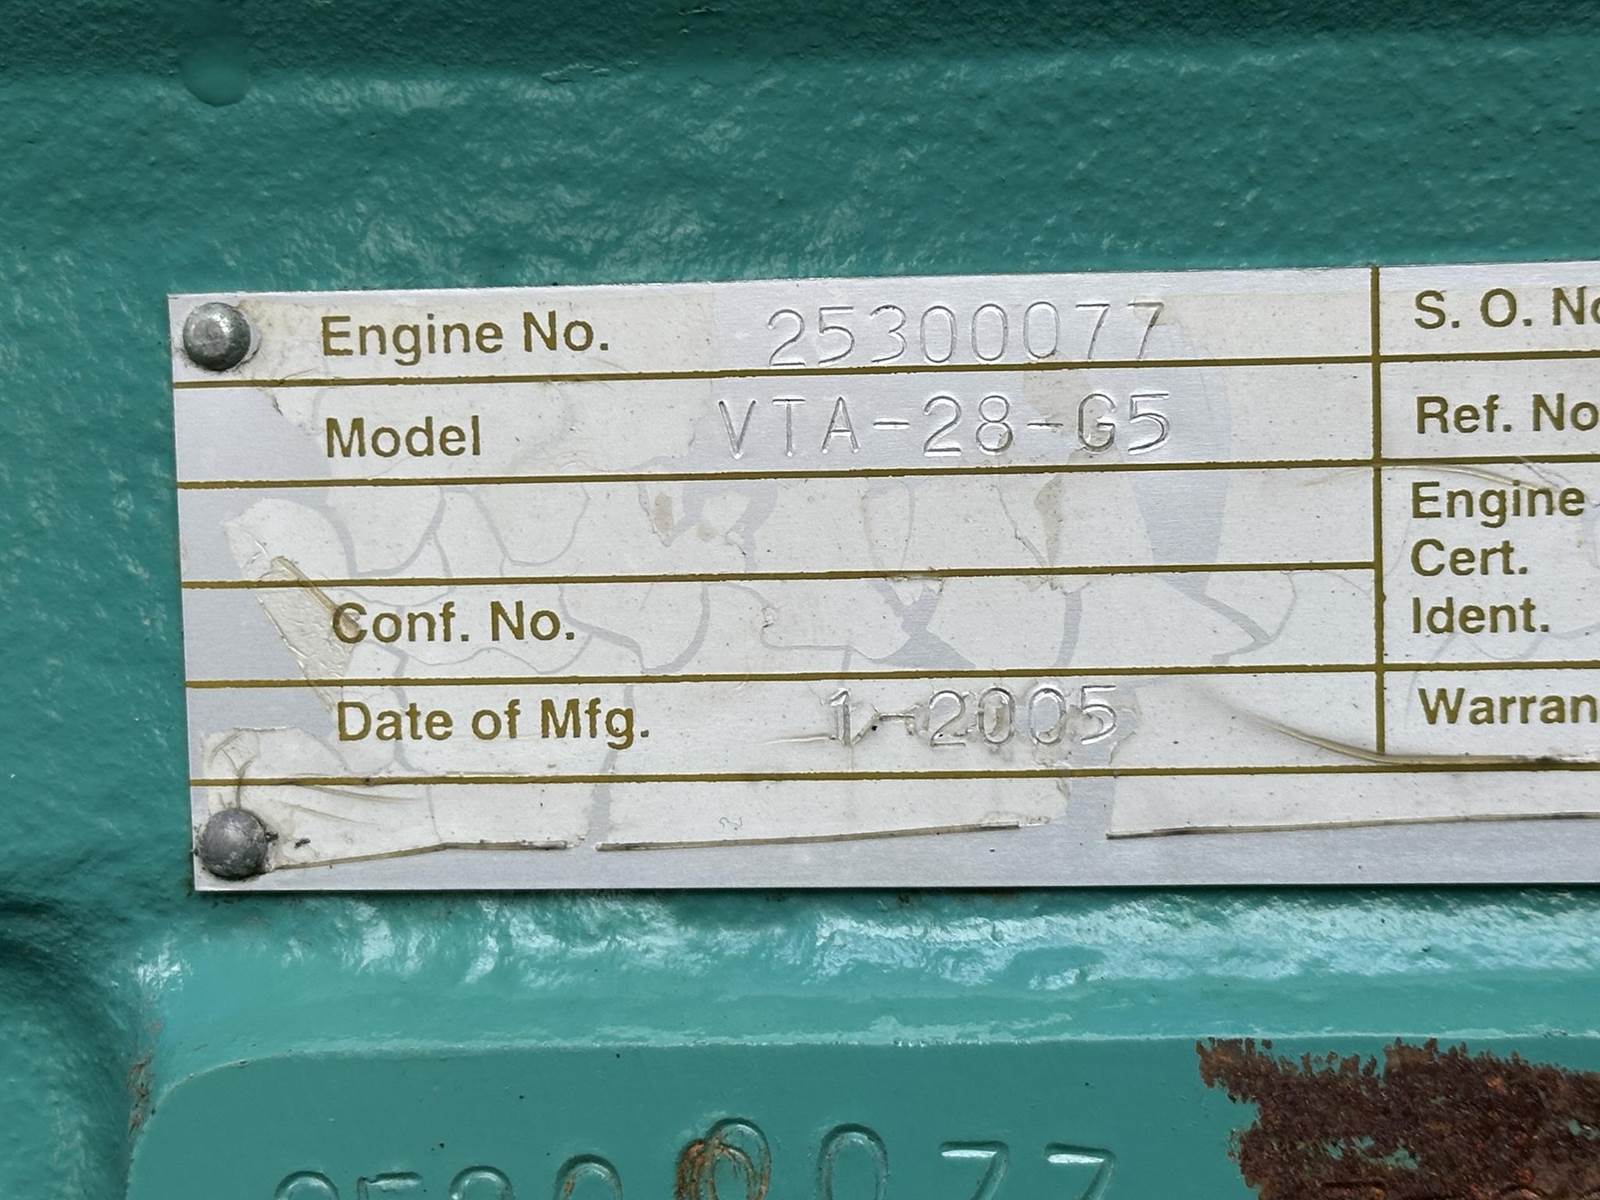 Engine No. 25300077
S. O. No
Model VTA-28-G5
Ref. No
Engine
Cert.
Ident.
Conf. No.
Date of Mfg. 1-2005
Warran
25300077